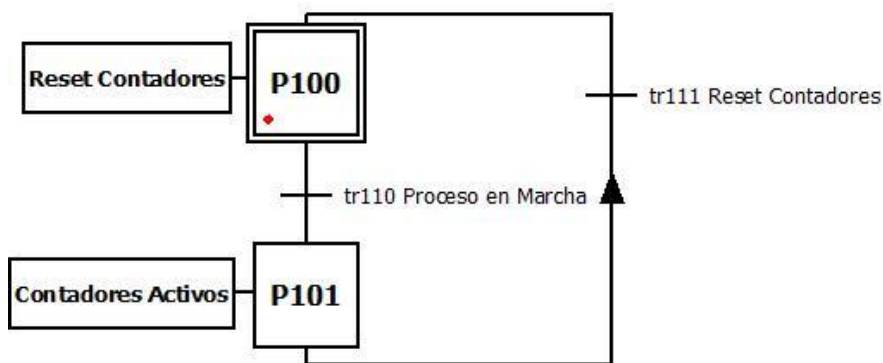 Reset Contadores
P100
tr111 Reset Contadores
tr110 Proceso en Marcha
Contadores Activos
P101